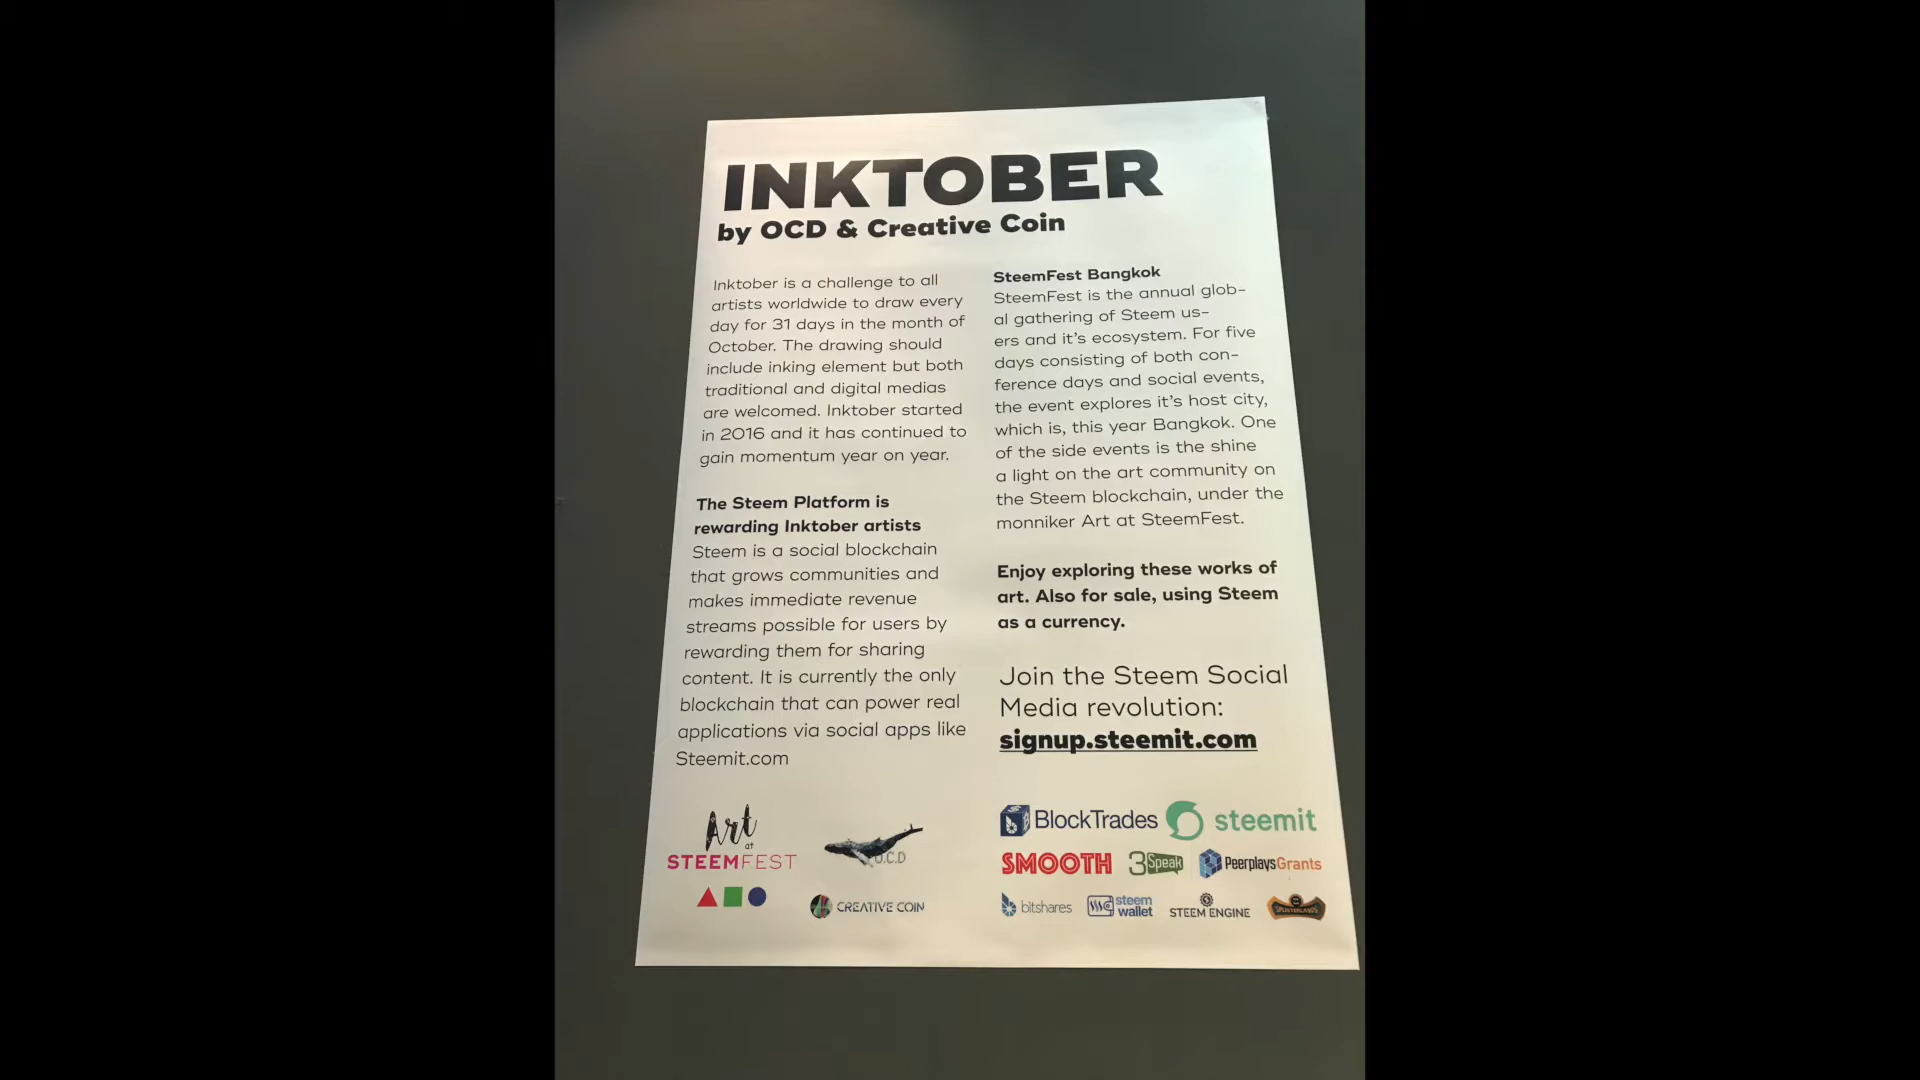 INKTOBER
by OCD & Creative Coin
Inktober is a challenge to all
artists worldwide to draw every
day for 31 days in the month of
October. The drawing should
include inking element but both
traditional and digital medias
are welcomed. Inktober started
in 2016 and it has continued to
gain momentum year on year.
The Steem Platform is
rewarding Inktober artists
Steem is a social blockchain
that grows communities and
makes immediate revenue
streams possible for users by
rewarding them for sharing
content. It is currently the only
blockchain that can power real
applications via social apps like
Steemit.com
SteemFest Bangkok
SteemFest is the annual glob-
al gathering of Steem us-
ers and it's ecosystem. For five
days consisting of both con-
ference days and social events,
the event explores it's host city,
which is, this year Bangkok. One
of the side events is the shine
a light on the art community on
the Steem blockchain, under the
monniker Art at SteemFest.
Enjoy exploring these works of
art. Also for sale, using Steem
as a currency.
Join the Steem Social
Media revolution:
signup.steemit.com
Art
at
STEEMFEST
O.C.D
CREATIVE COIN
BlockTrades steemit
SMOOTH 3Speak PeerplaysGrants
bitshares steem wallet STEEM ENGINE SPLINTERLANDS